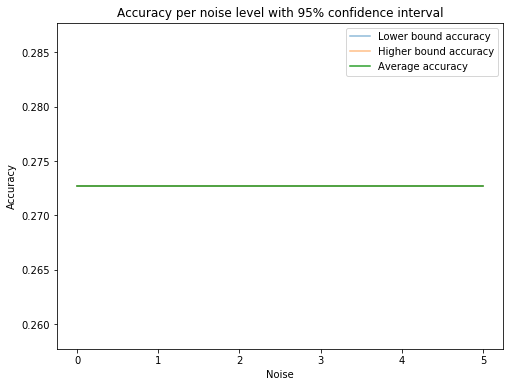 Accuracy per noise level with 95% confidence interval
Lower bound accuracy
Higher bound accuracy
Average accuracy
Accuracy
0.285
0.280
0.275
0.270
0.265
0.260
0 1 2 3 4 5
Noise